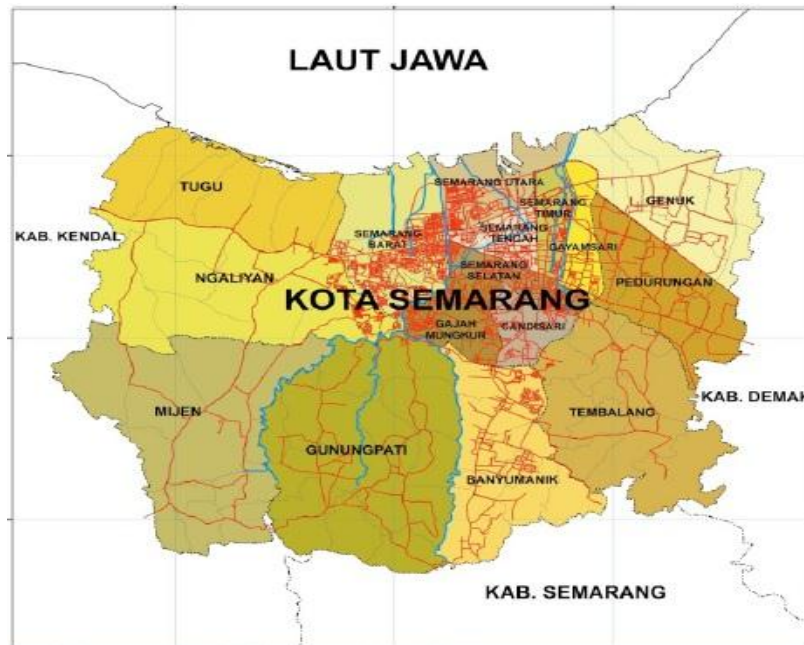 LAUT JAWA
TUGU
SEMARANG UTARA
GENUK
SEMARANG
TIMUR
KAB. KENDAL
SEMARANG
BARAT
SEMARANG
TENGAH
GAYAMSARI
NGALIYAN
SEMARANG
SELATAN
PEDURUNGAN
KOTA SEMARANG
GAJAH
MUNGKUR
CANDISARI
KAB. DEMAK
MIJEN
TEMBALANG
GUNUNGPATI
BANYUMANIK
KAB. SEMARANG